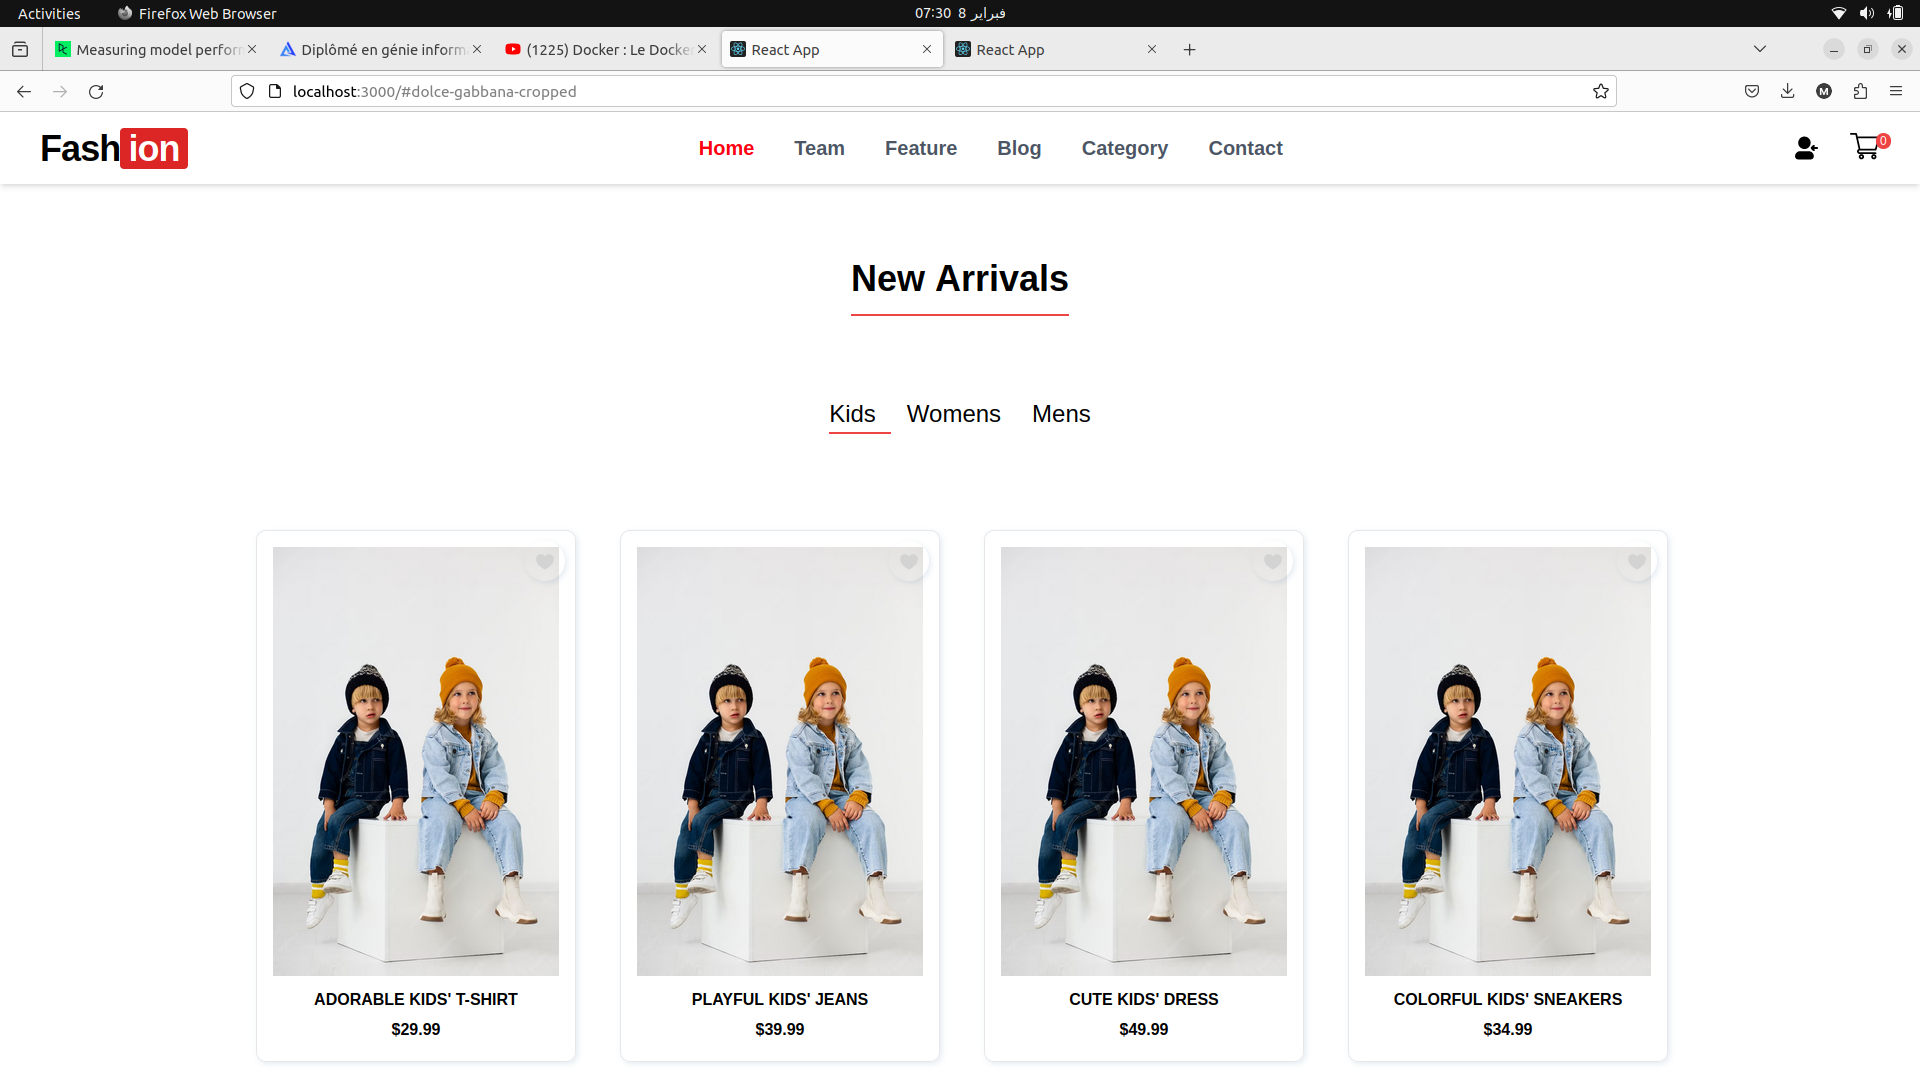 Activities Firefox Web Browser 07:30 8 فبراير
Measuring model perfor Diplômé en génie inform (1225) Docker : Le Docke React App React App
localhost:3000/#dolce-gabbana-cropped M
Fashion Home Team Feature Blog Category Contact 0
New Arrivals
Kids Womens Mens
ADORABLE KIDS' T-SHIRT PLAYFUL KIDS' JEANS CUTE KIDS' DRESS COLORFUL KIDS' SNEAKERS
$29.99 $39.99 $49.99 $34.99